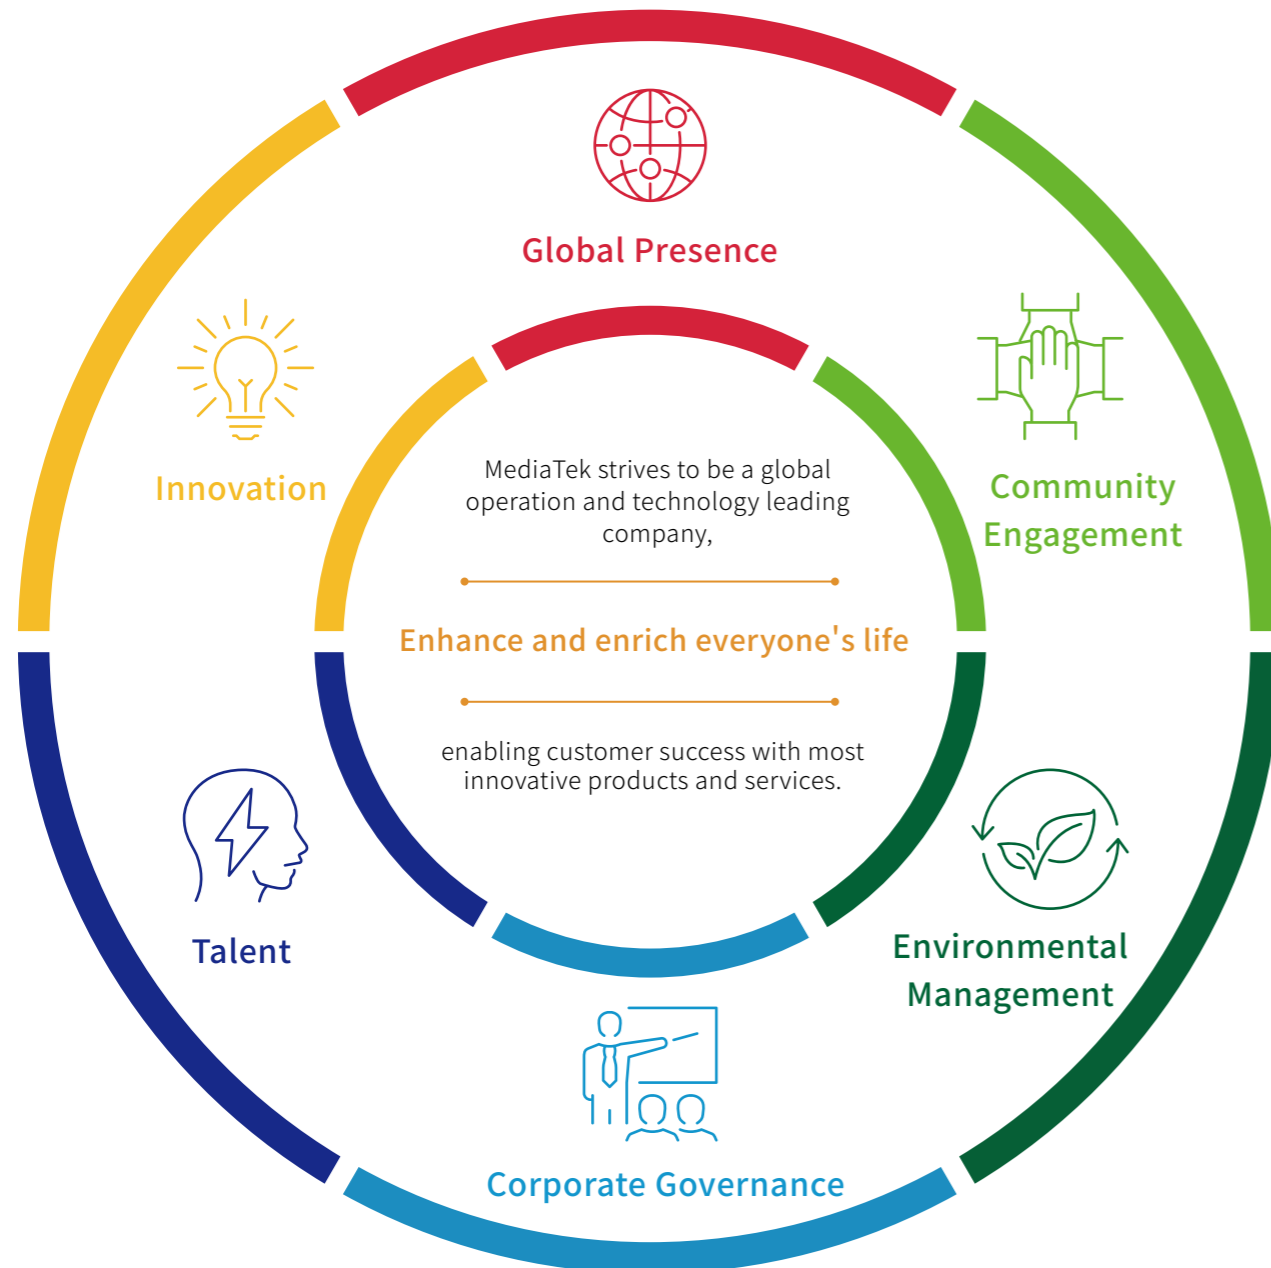 Global Presence
Innovation
Community
Engagement
MediaTek strives to be a global
operation and technology leading
company,
Enhance and enrich everyone's life
enabling customer success with most
innovative products and services.
Talent
Environmental
Management
Corporate Governance